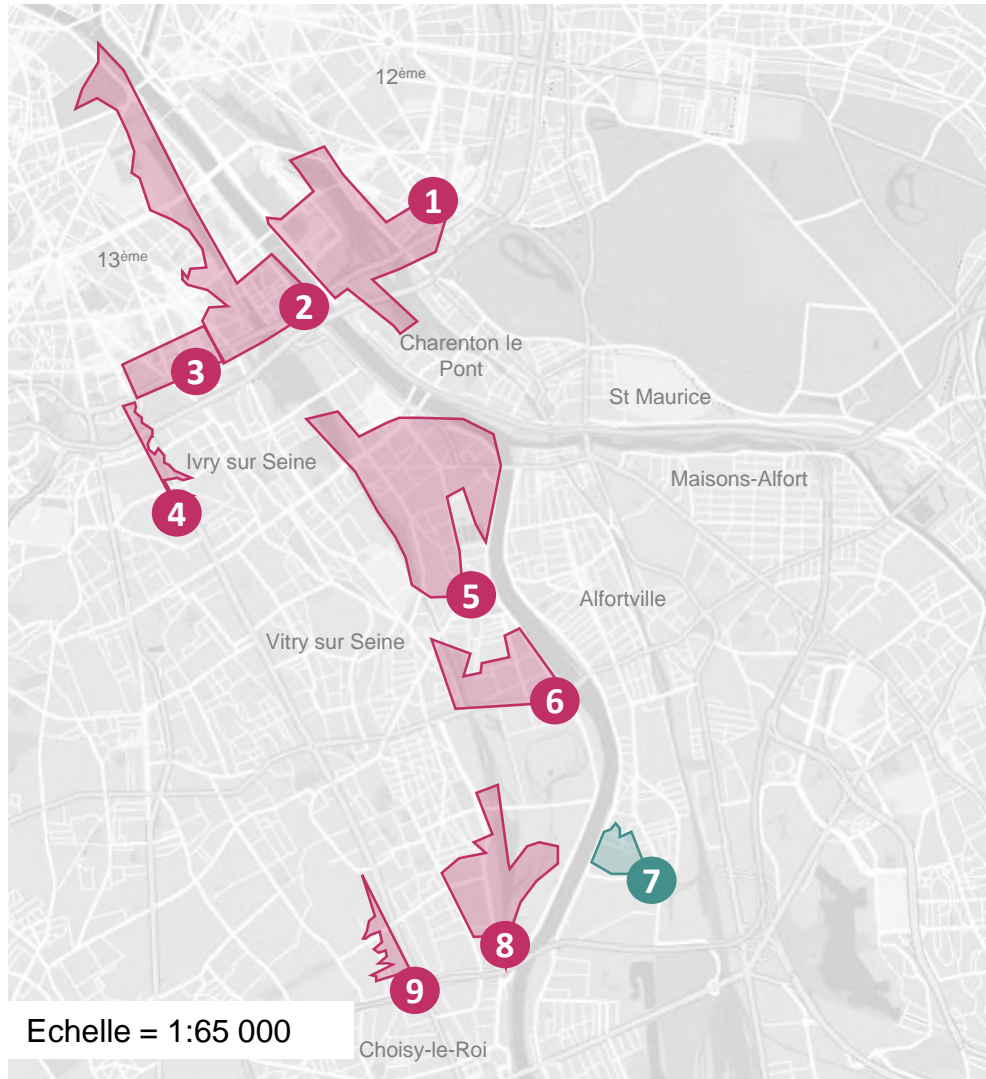 12ème
1
13ème
2
Charenton le
Pont
3
St Maurice
Ivry sur Seine
Maisons-Alfort
4
5
Alfortville
Vitry sur Seine
6
7
8
9
Echelle = 1:65 000
Choisy-le-Roi